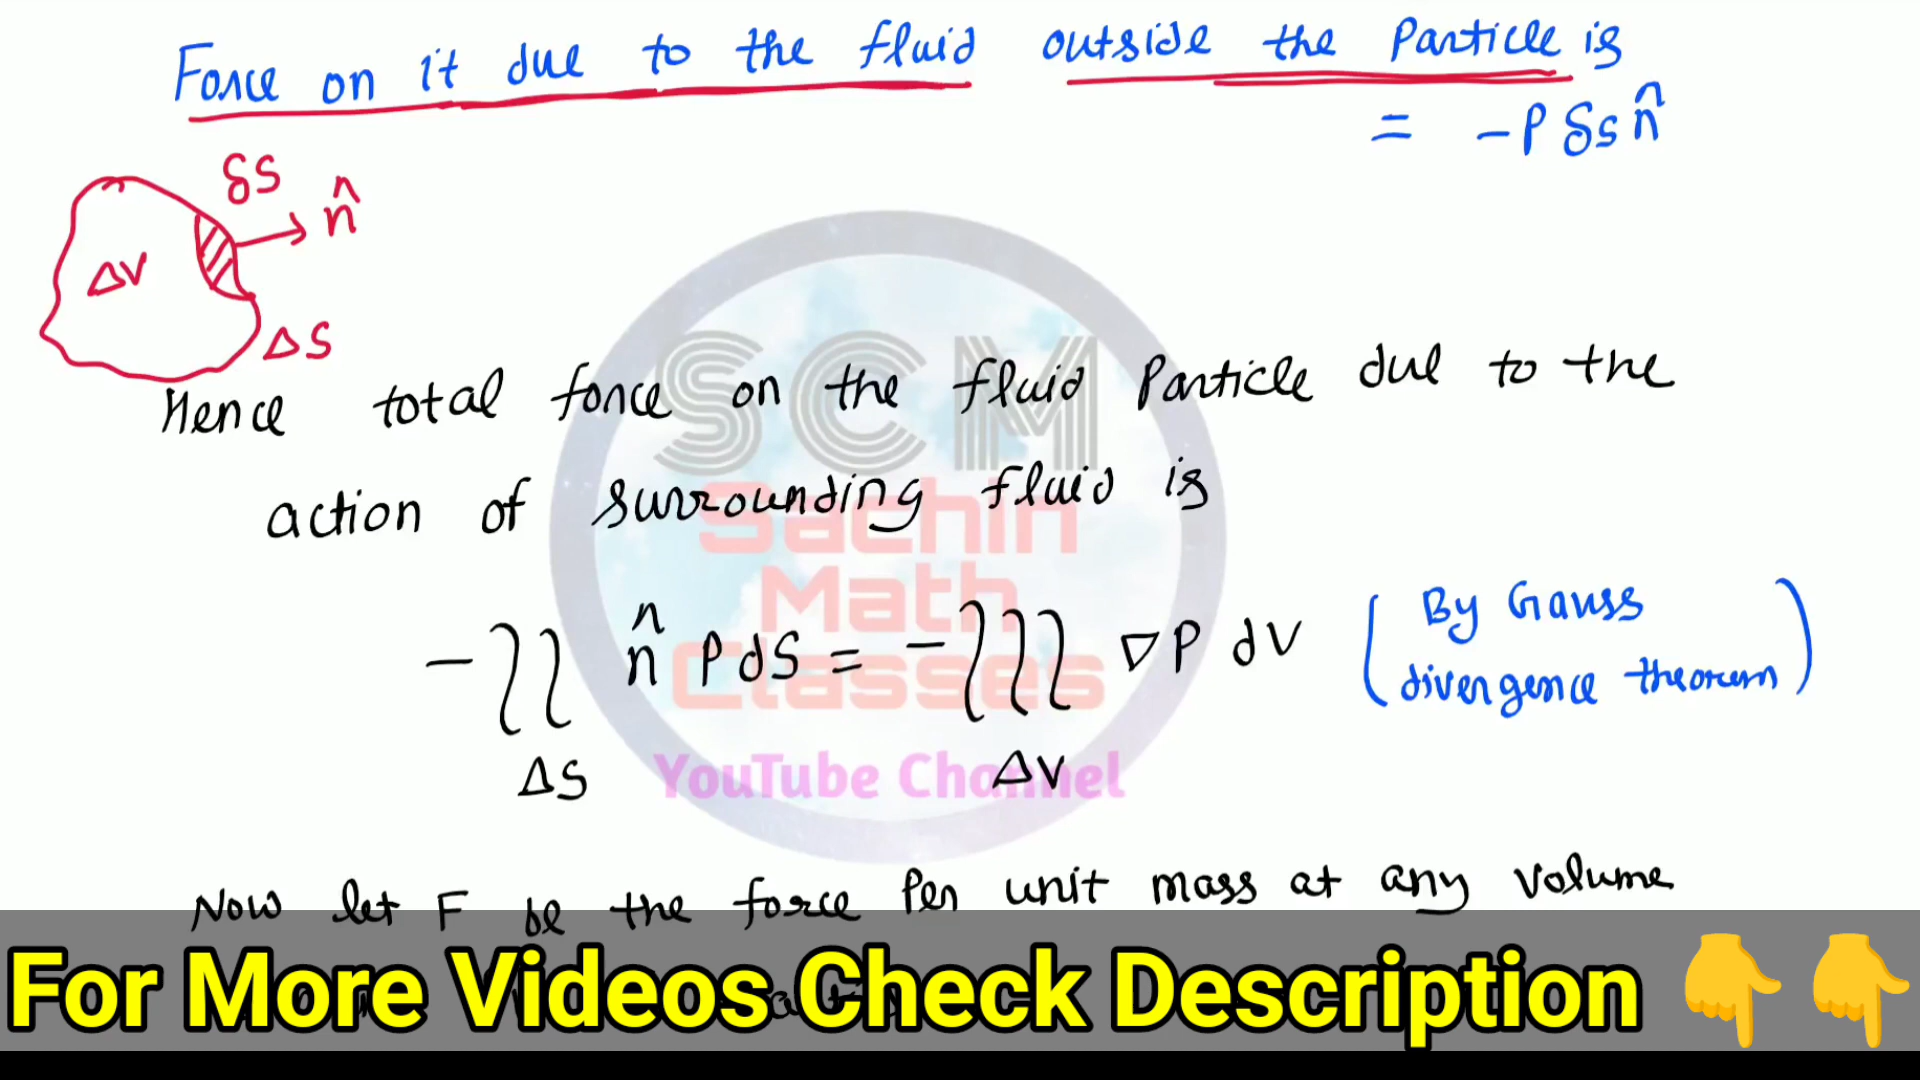 Force on it due to the fluid outside the Particle is
= -P δs n̂
δS
n̂
ΔV
ΔS
Hence total force on the fluid Particle due to the
action of surrounding fluid is
-∫∫ n̂ P dS = -∫∫∫ ∇P dV (By Gauss
divergence theorem)
ΔS ΔV
Now let F be the force Per unit mass at any volume
SCM
Sachin
Math
Classes
YouTube Channel
For More Videos Check Description 👇👇